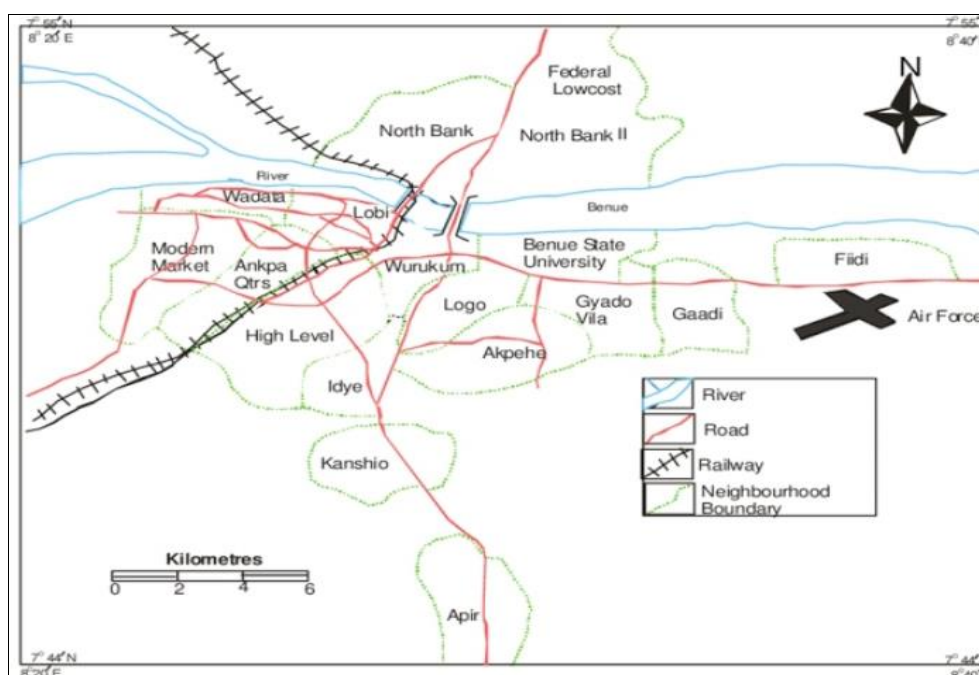 7° 55' N
8° 20' E
7° 55'
8° 40'
N
Federal
Lowcost
North Bank
North Bank II
River
Wadata
Lobi
Benue
Modern
Market
Ankpa
Qtrs
Wurukum
Benue State
University
Fiidi
Logo
Gyado
Vila
Gaadi
Air Force
High Level
Akpehe
Idye
River
Road
Railway
Neighbourhood
Boundary
Kanshio
Kilometres
0 2 4 6
Apir
7° 44' N
8° 20' E
7° 44'